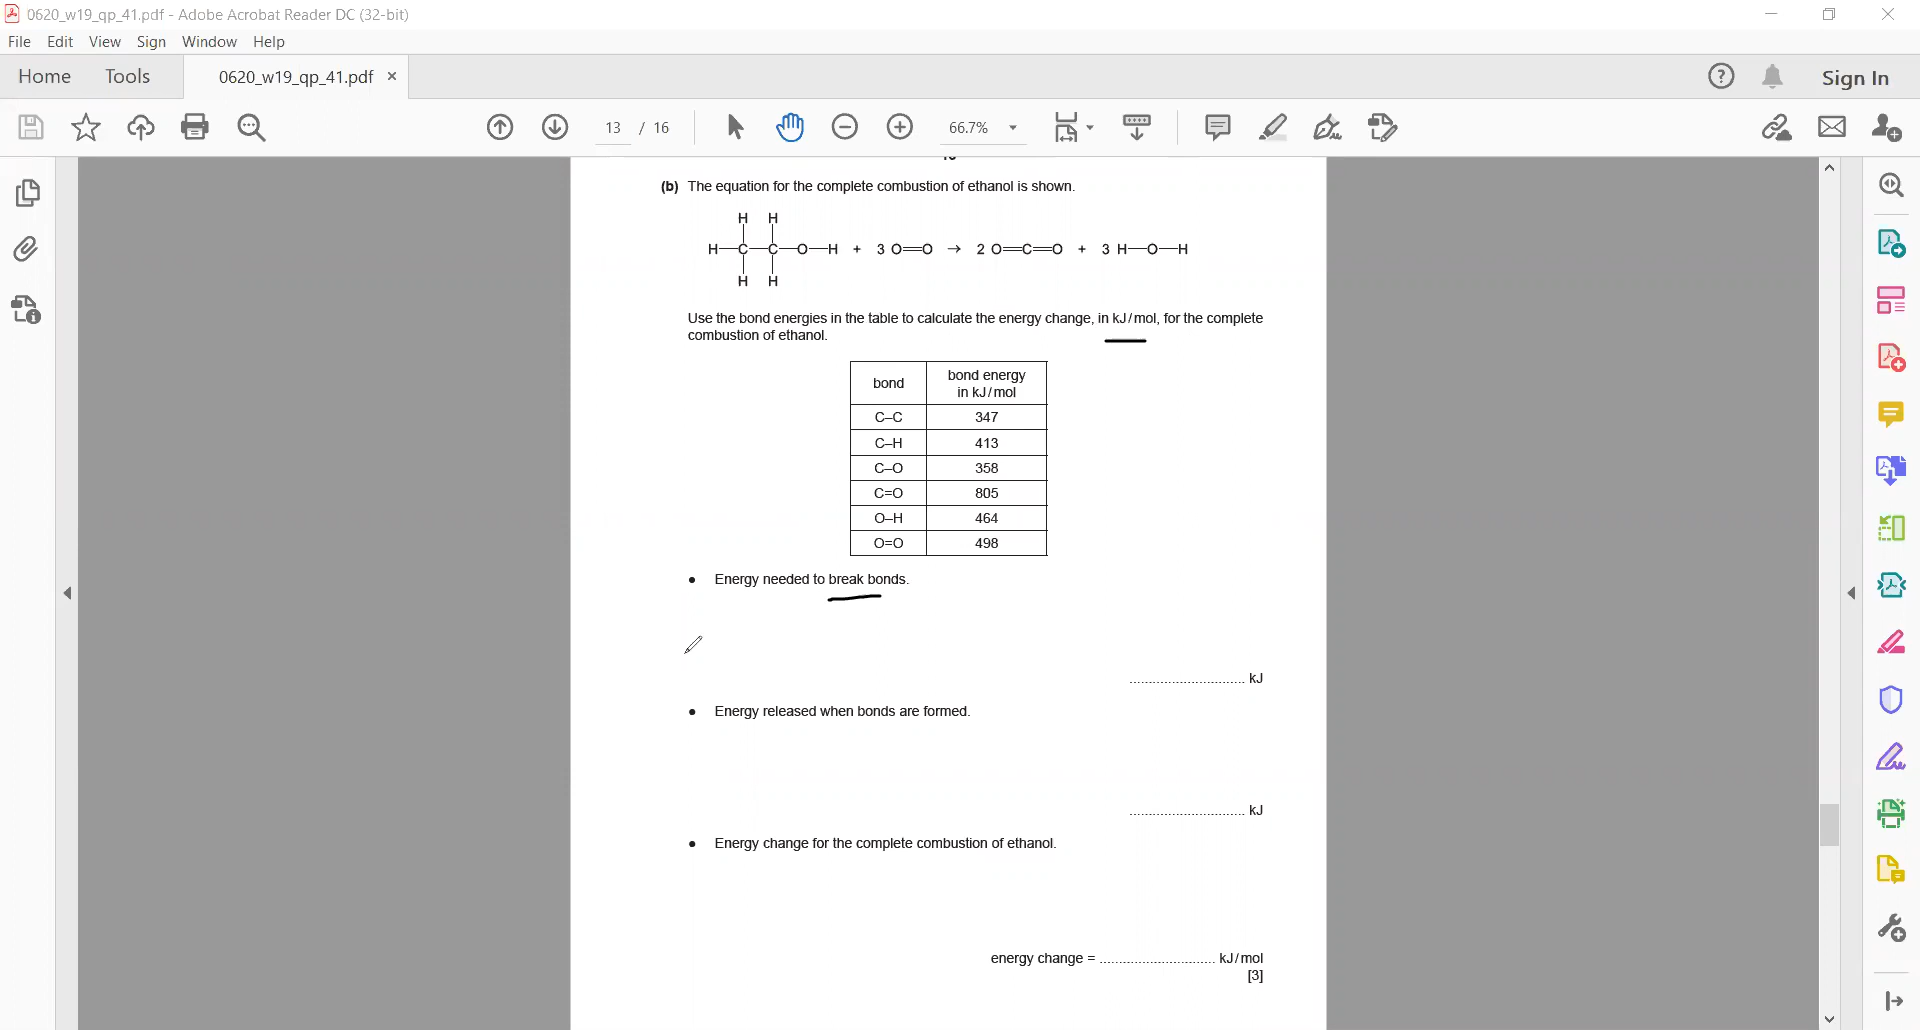 0620_w19_qp_41.pdf - Adobe Acrobat Reader DC (32-bit)
File Edit View Sign Window Help
Home Tools 0620_w19_qp_41.pdf × Sign In
13 / 16 66.7%
(b) The equation for the complete combustion of ethanol is shown.
H H
H—C—C—O—H + 3 O=O → 2 O=C=O + 3 H—O—H
H H
Use the bond energies in the table to calculate the energy change, in kJ/mol, for the complete
combustion of ethanol.
bond bond energy
in kJ/mol
C–C 347
C–H 413
C–O 358
C=O 805
O–H 464
O=O 498
• Energy needed to break bonds.
.............................. kJ
• Energy released when bonds are formed.
.............................. kJ
• Energy change for the complete combustion of ethanol.
energy change = .............................. kJ/mol
[3]